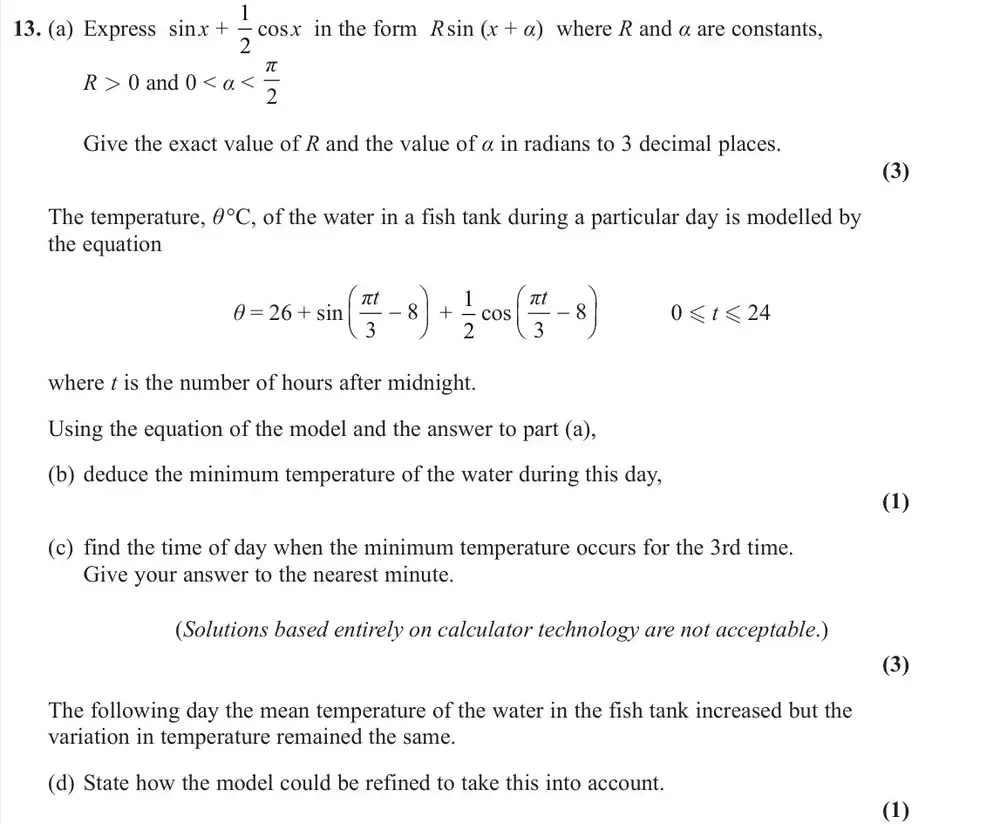 13. (a) Express sin x + 1/2 cos x in the form R sin (x + α) where R and α are constants,
R > 0 and 0 < α < π/2
Give the exact value of R and the value of α in radians to 3 decimal places.
(3)
The temperature, θ°C, of the water in a fish tank during a particular day is modelled by
the equation
θ = 26 + sin(πt/3 − 8) + 1/2 cos(πt/3 − 8) 0 ⩽ t ⩽ 24
where t is the number of hours after midnight.
Using the equation of the model and the answer to part (a),
(b) deduce the minimum temperature of the water during this day,
(1)
(c) find the time of day when the minimum temperature occurs for the 3rd time.
Give your answer to the nearest minute.
(Solutions based entirely on calculator technology are not acceptable.)
(3)
The following day the mean temperature of the water in the fish tank increased but the
variation in temperature remained the same.
(d) State how the model could be refined to take this into account.
(1)